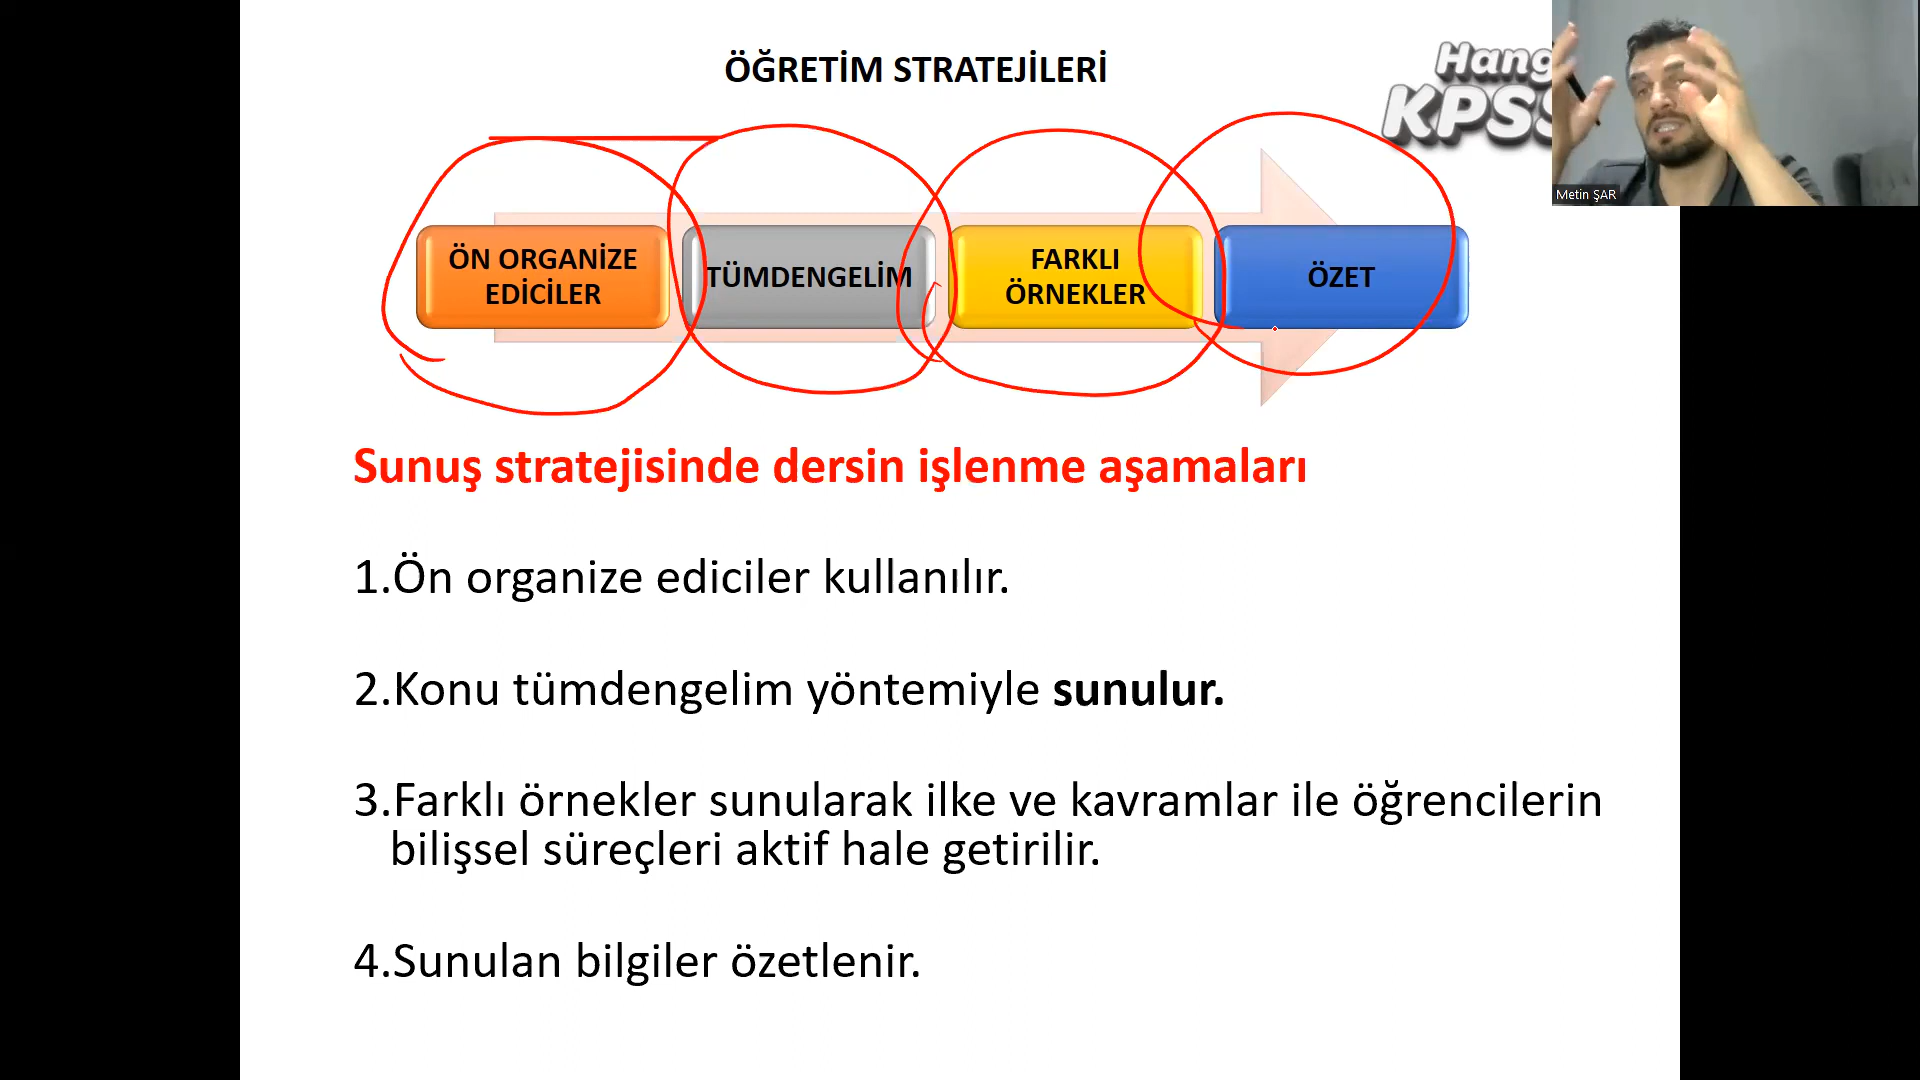 ÖĞRETİM STRATEJİLERİ
Hang
KPSS
Metin ŞAR
ÖN ORGANİZE
EDİCİLER
TÜMDENGELİM
FARKLI
ÖRNEKLER
ÖZET
Sunuş stratejisinde dersin işlenme aşamaları
1.Ön organize ediciler kullanılır.
2.Konu tümdengelim yöntemiyle sunulur.
3.Farklı örnekler sunularak ilke ve kavramlar ile öğrencilerin
bilişsel süreçleri aktif hale getirilir.
4.Sunulan bilgiler özetlenir.